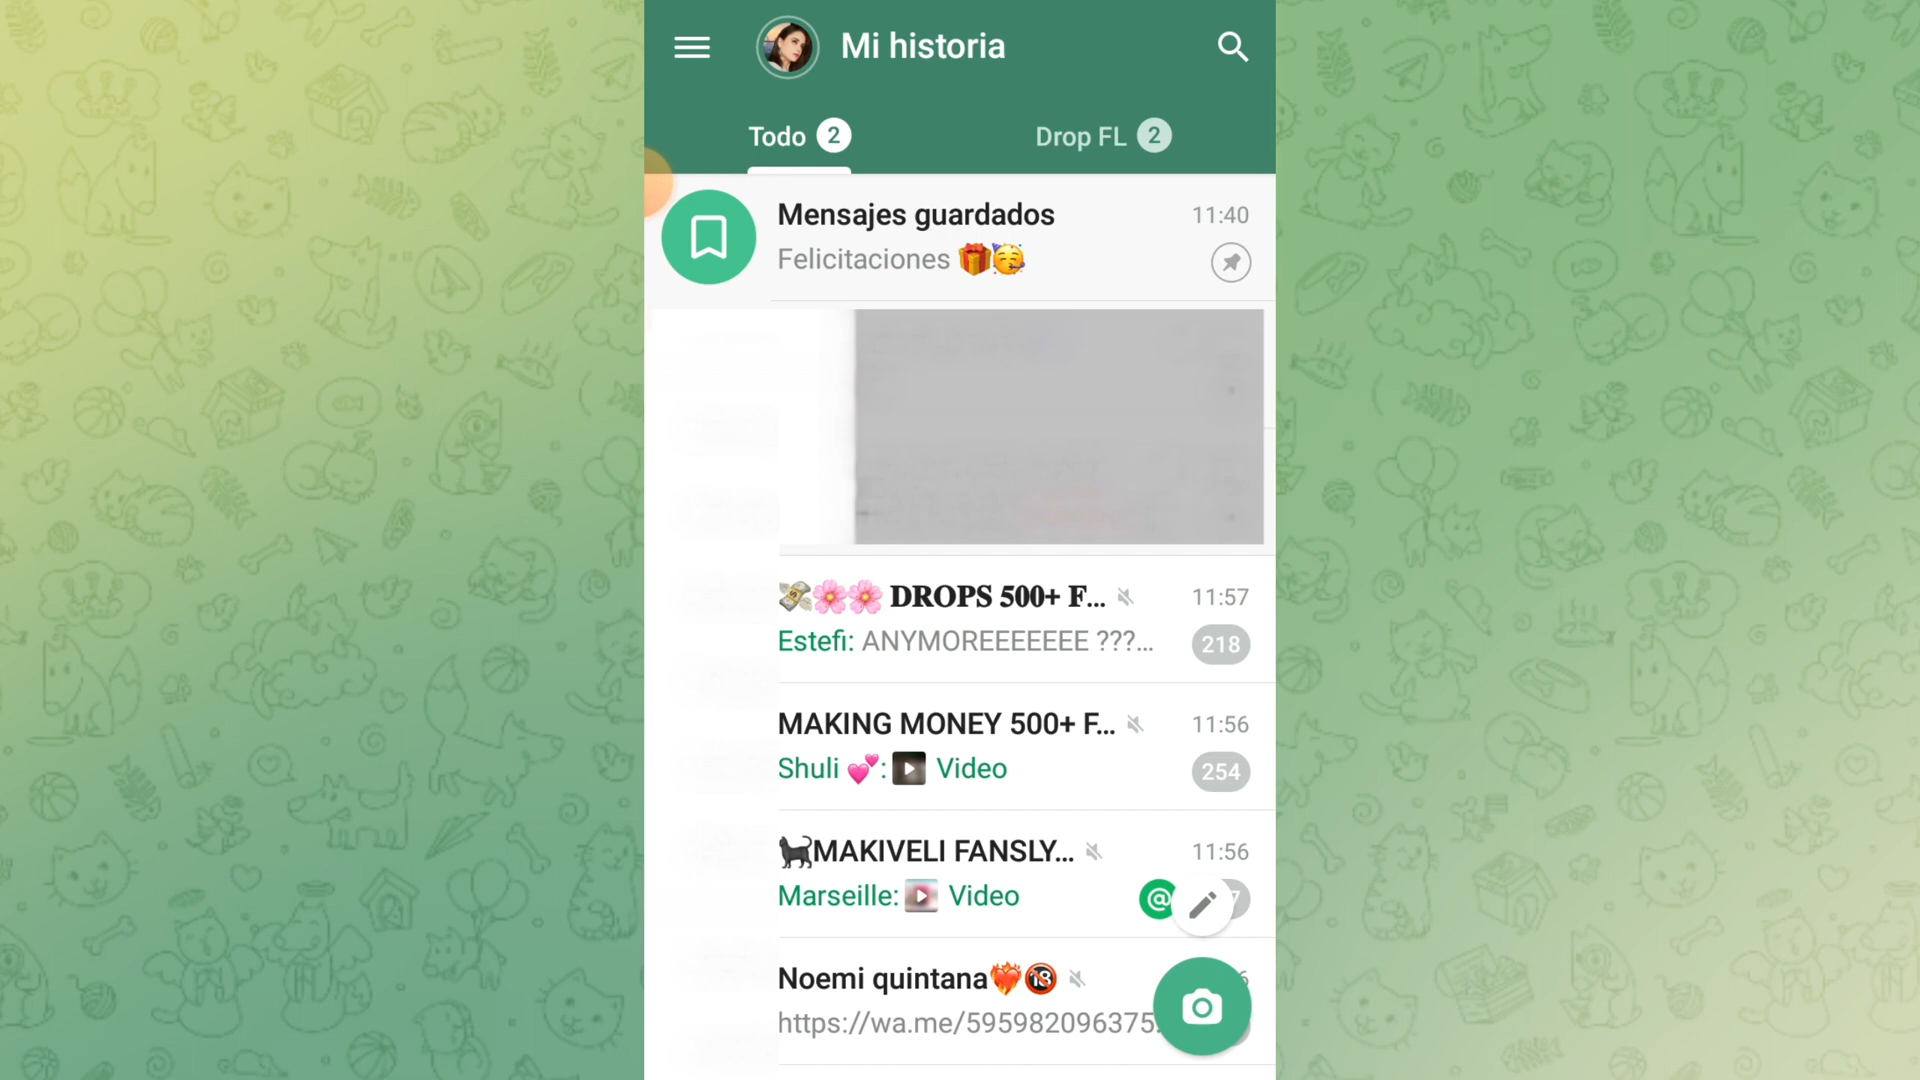 Mi historia
Todo 2
Drop FL 2
Mensajes guardados 11:40
Felicitaciones 🎁🥳
💸🌸🌸 DROPS 500+ F... 11:57
Estefi: ANYMOREEEEEEE ???... 218
MAKING MONEY 500+ F... 11:56
Shuli 💕: Video 254
🐈‍⬛MAKIVELI FANSLY... 11:56
Marseille: Video @
Noemi quintana❤️‍🔥🔞
https://wa.me/595982096375.